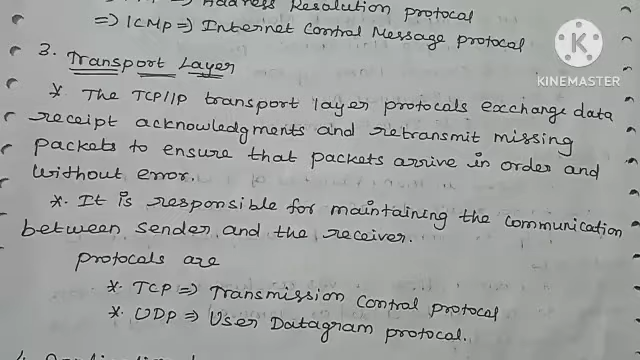 => Address Resolution protocol
=> ICMP => Internet Control Message protocol
K
KINEMASTER
3. Transport Layer
* The TCP/IP transport layer protocals exchange data
receipt acknowledgments and retransmit missing
packets to ensure that packets arrive in order and
without error.
* It is responsible for maintaining the communication
between sender and the receiver.
protocals are
* TCP => Transmission Control protocol
* UDP => User Datagram protocol.